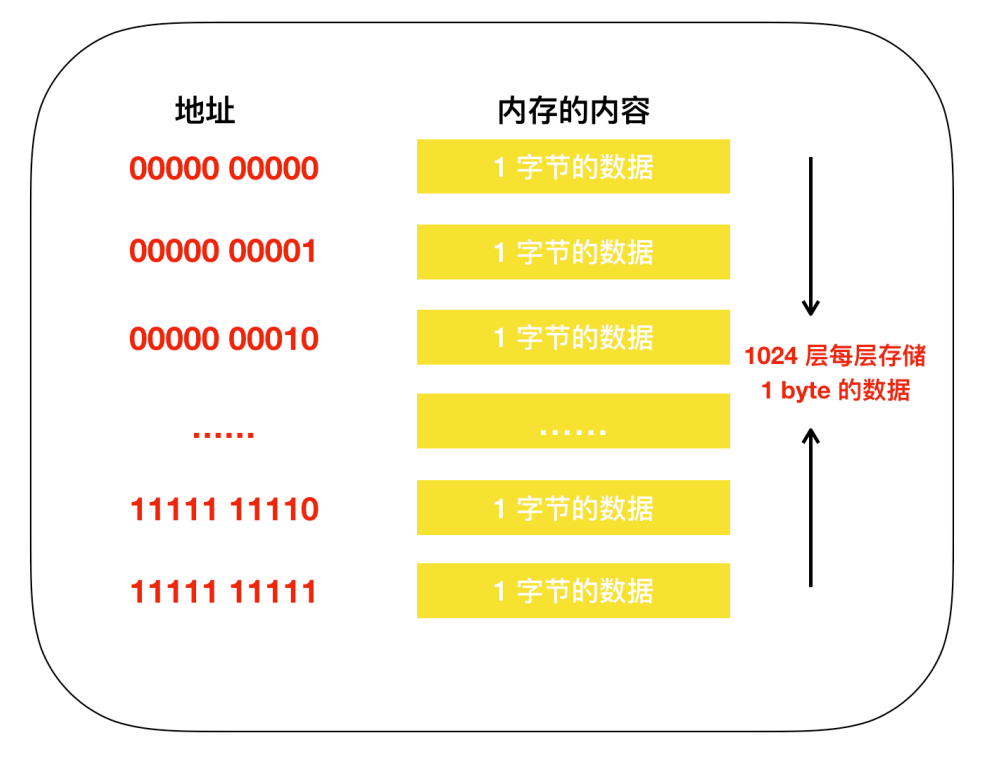 地址 内存的内容
00000 00000 1 字节的数据
00000 00001 1 字节的数据
00000 00010 1 字节的数据
1024 层每层存储
1 byte 的数据
...... ......
11111 11110 1 字节的数据
11111 11111 1 字节的数据